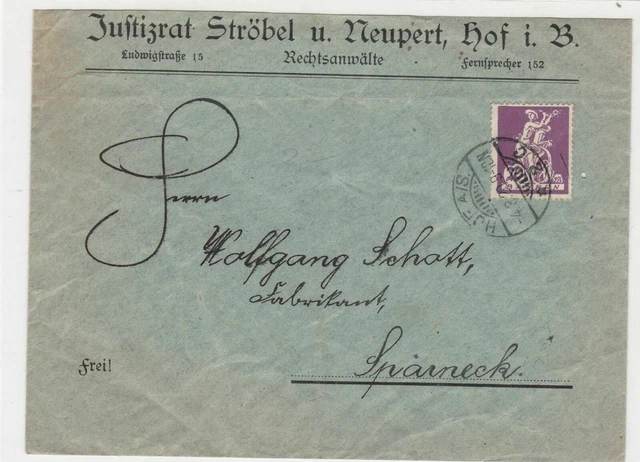 Justizrat Ströbel u. Neupert, Hof i. B.
Ludwigstraße 15 Rechtsanwälte Fernsprecher 152
Herrn
Wolfgang Schott,
Fabrikant,
Sparneck.
Frei!